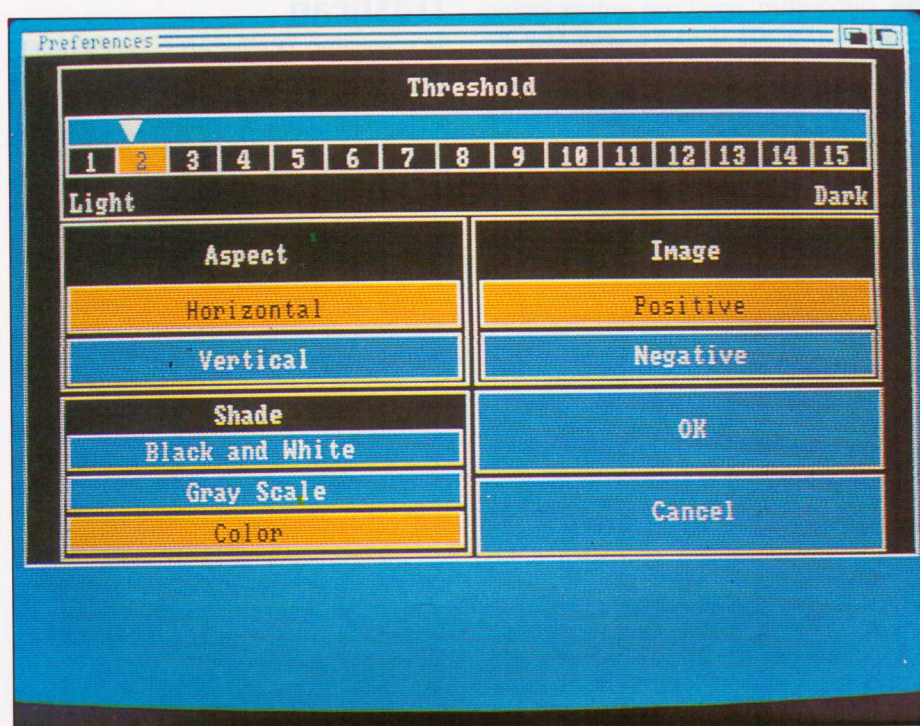 Preferences
Threshold
1 2 3 4 5 6 7 8 9 10 11 12 13 14 15
Light Dark
Aspect
Horizontal
Vertical
Image
Positive
Negative
Shade
Black and White
Gray Scale
Color
OK
Cancel